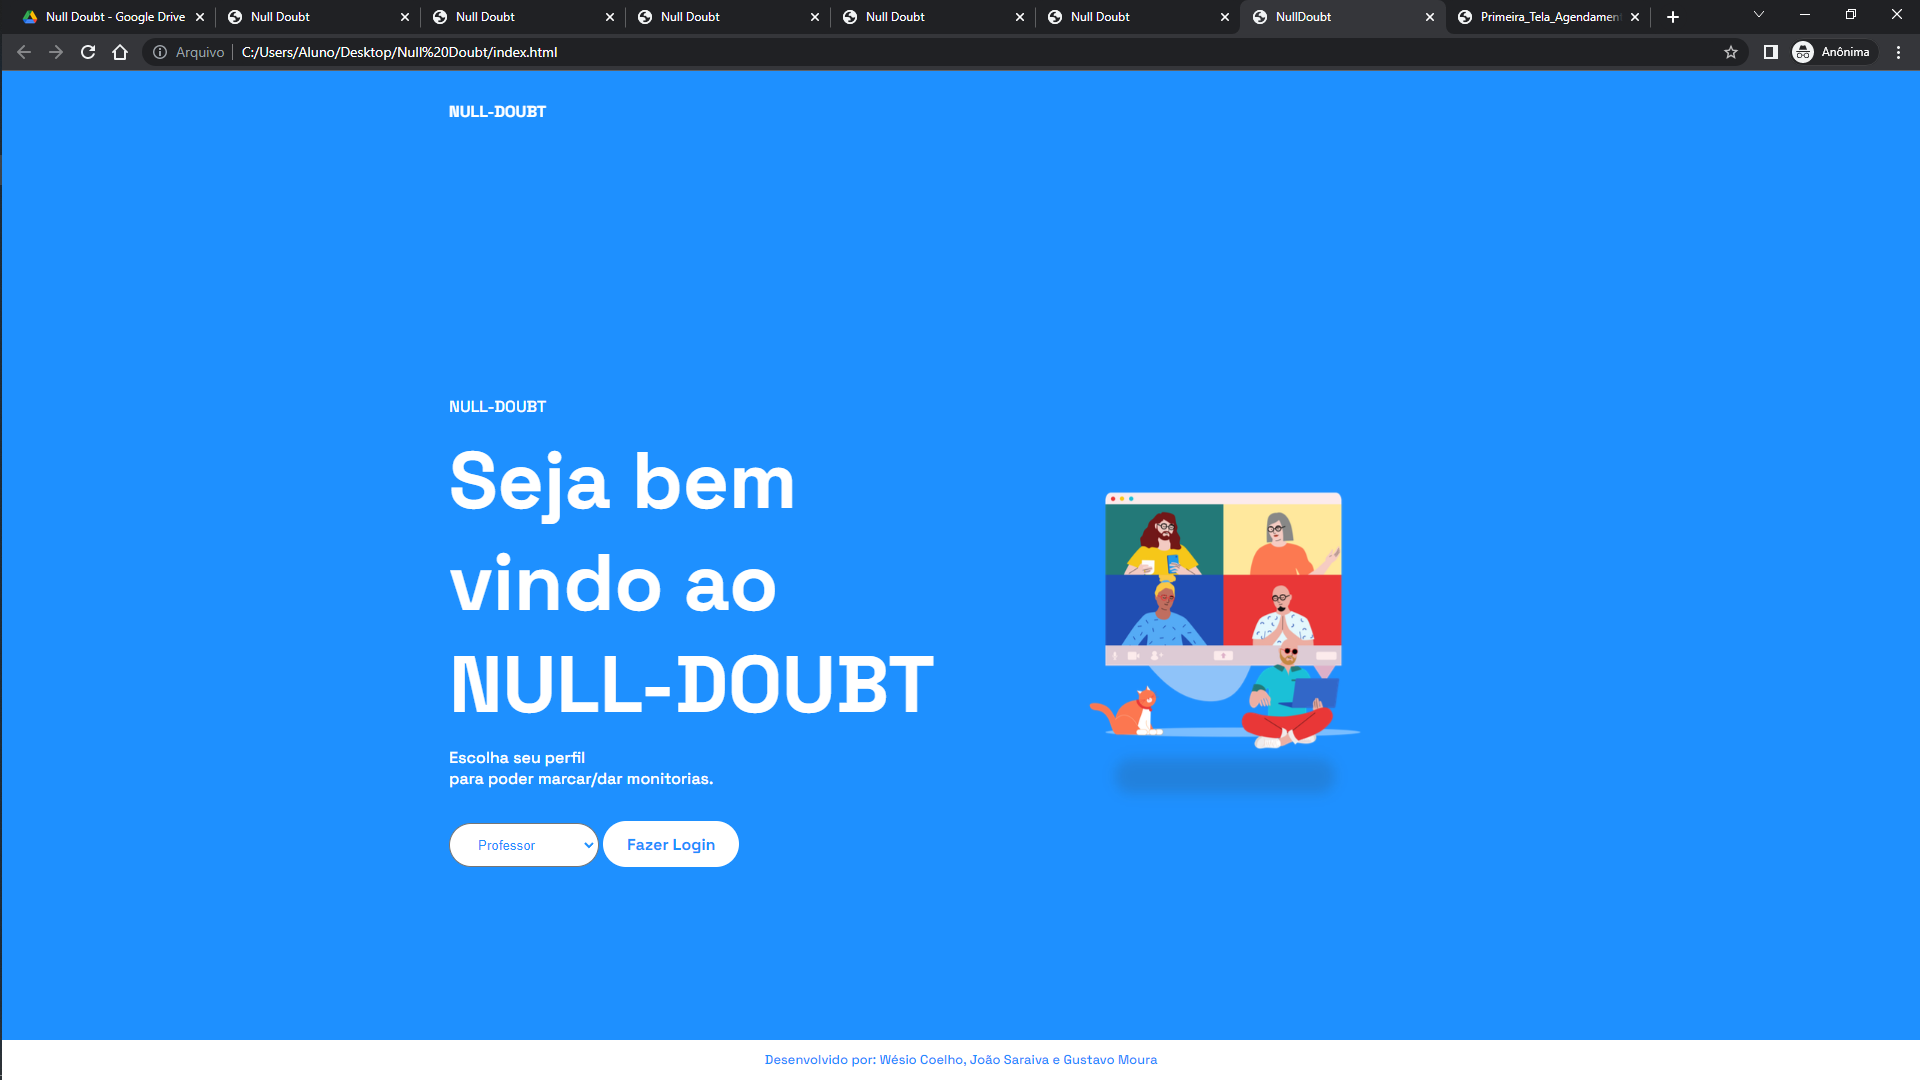 Null Doubt - Google Drive
Null Doubt
Null Doubt
Null Doubt
Null Doubt
Null Doubt
NullDoubt
Primeira_Tela_Agendament
Arquivo
C:/Users/Aluno/Desktop/Null%20Doubt/index.html
Anônima
NULL-DOUBT
NULL-DOUBT
Seja bem
vindo ao
NULL-DOUBT
Escolha seu perfil
para poder marcar/dar monitorias.
Professor
Fazer Login
Desenvolvido por: Wésio Coelho, João Saraiva e Gustavo Moura